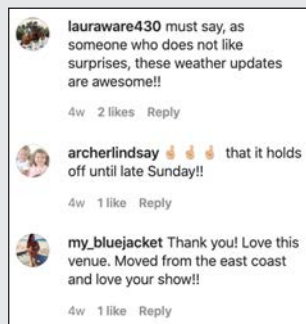 lauraware430 must say, as
someone who does not like
surprises, these weather updates
are awesome!!
4w 2 likes Reply
archerlindsay 🤞🏼 🤞🏼 🤞🏼 that it holds
off until late Sunday!!
4w 1 like Reply
my_bluejacket Thank you! Love this
venue. Moved from the east coast
and love your show!!
4w 1 like Reply